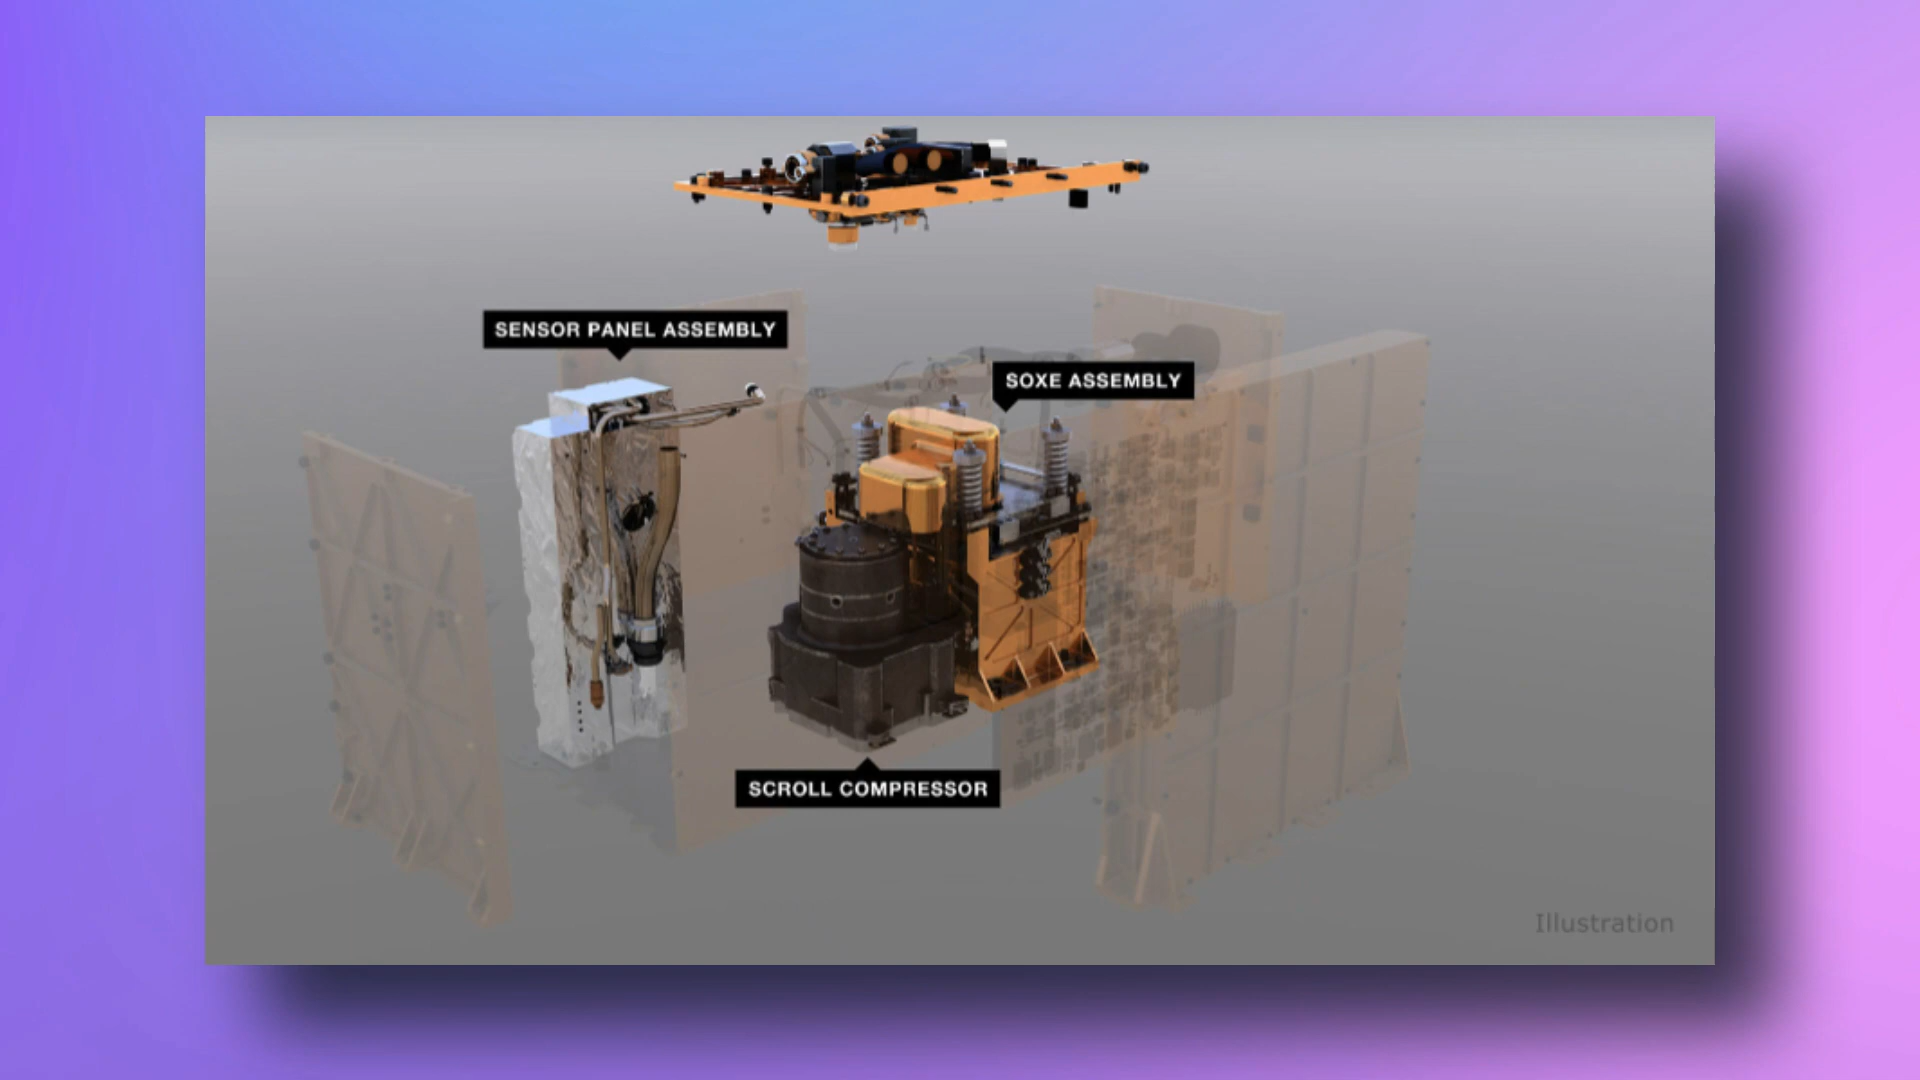 SENSOR PANEL ASSEMBLY
SOXE ASSEMBLY
SCROLL COMPRESSOR
Illustration